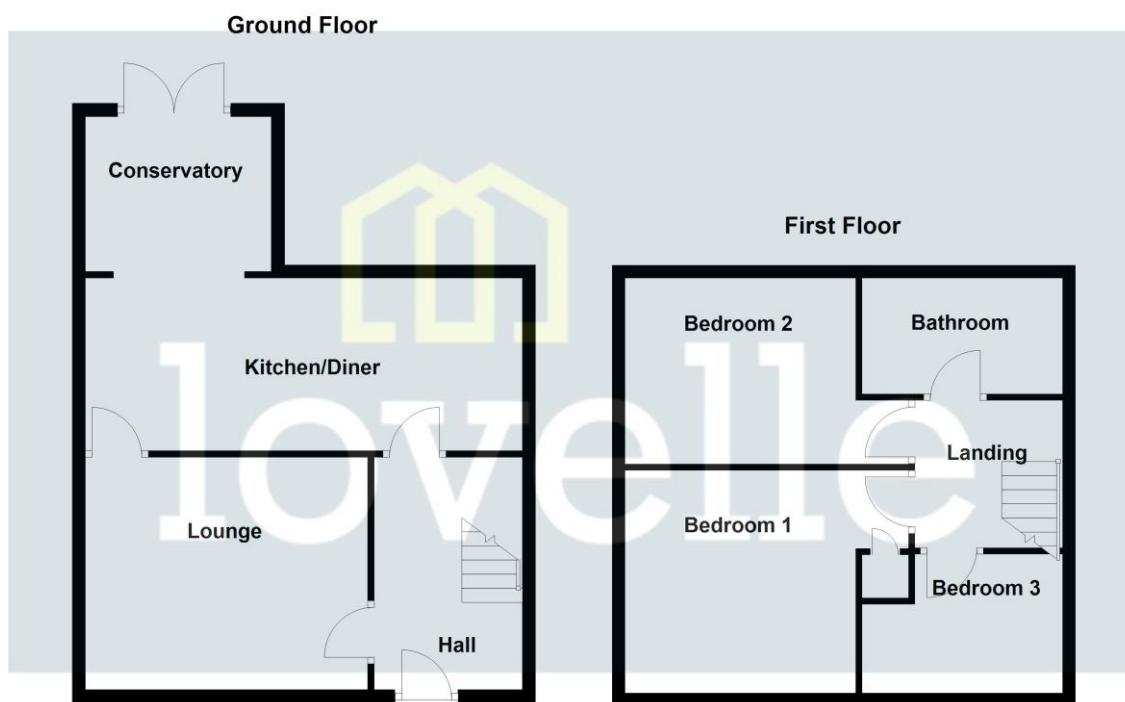 Ground Floor
Conservatory
Kitchen/Diner
Lounge
Hall
First Floor
Bedroom 2
Bathroom
Landing
Bedroom 1
Bedroom 3
lovelle